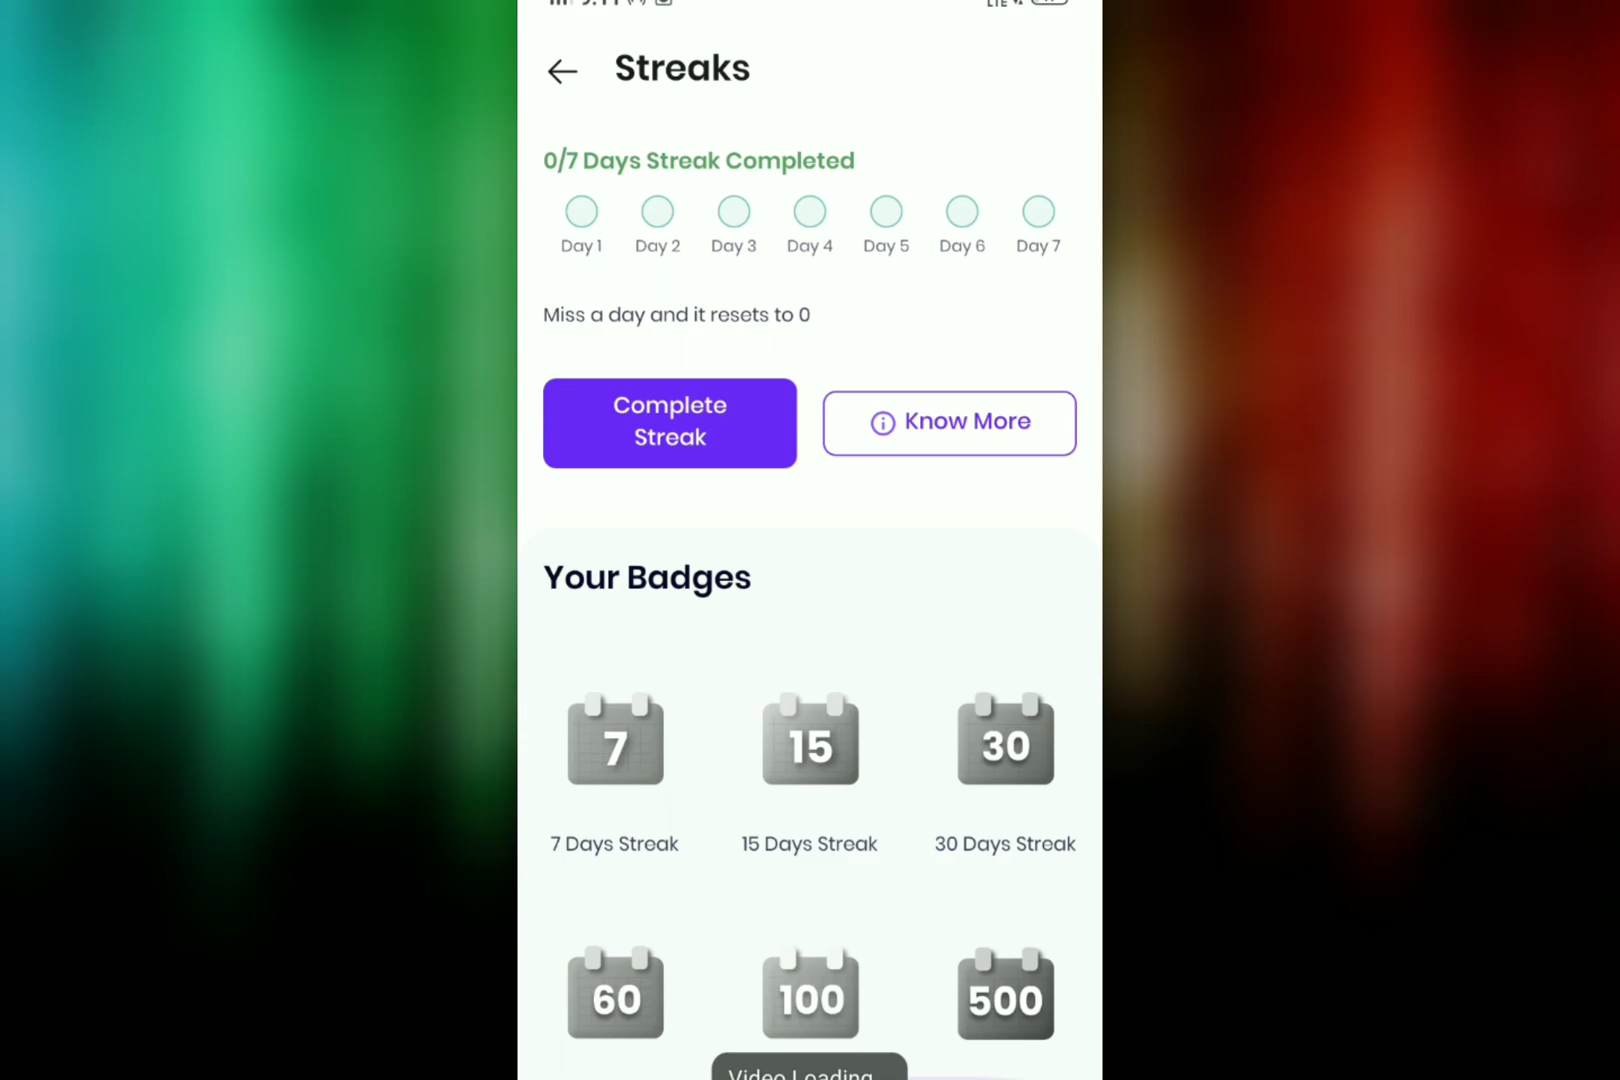 Streaks
0/7 Days Streak Completed
Day 1 Day 2 Day 3 Day 4 Day 5 Day 6 Day 7
Miss a day and it resets to 0
Complete
Streak
Know More
Your Badges
7 15 30
7 Days Streak 15 Days Streak 30 Days Streak
60 100 500
Video Loading